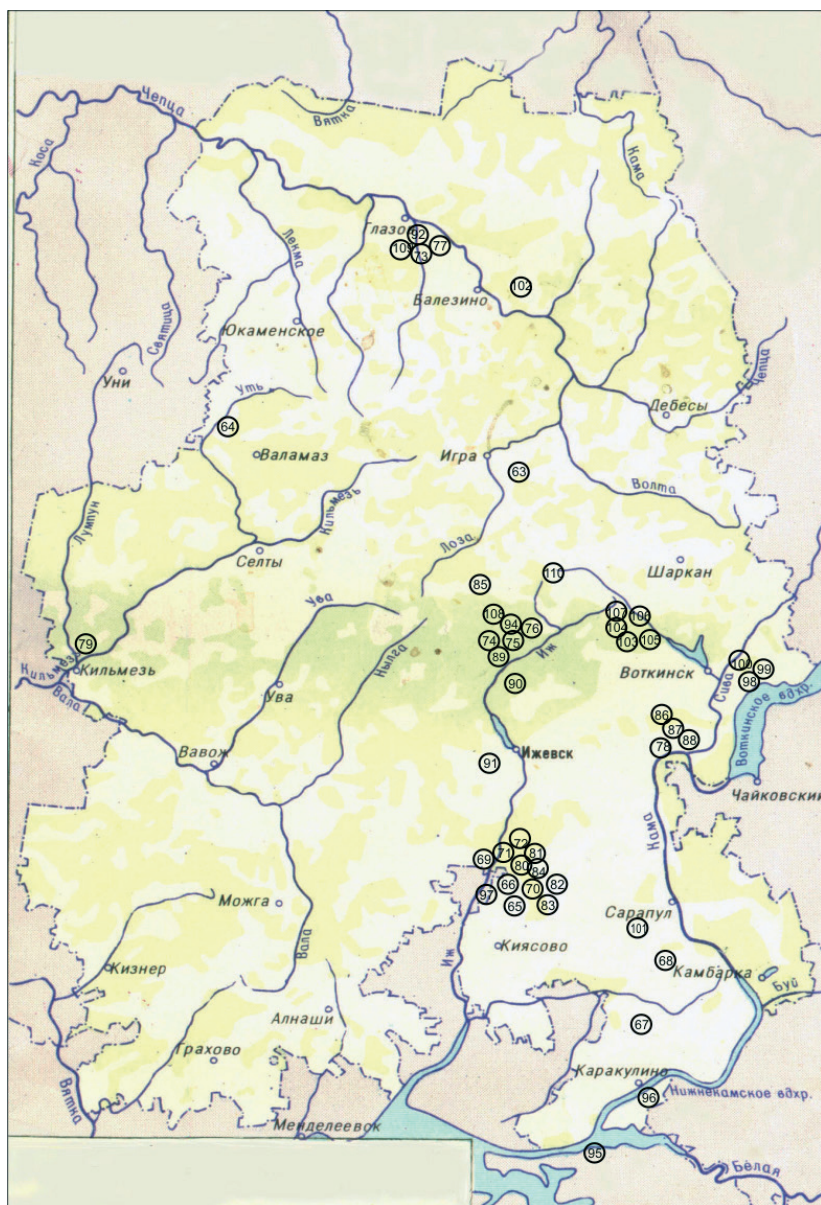 Чепца
Вятка
Коса
Кама
Глазов
92
109
73
77
Лекма
Святица
102
Балезино
Юкаменское
Уни
Чепца
Уть
Дебесы
64
Валамаз
Игра
63
Волта
Кильмезь
Лумпун
Лоза
Селты
Шаркан
110
85
Ува
108
94
76
107
106
74
75
104
103
105
89
Иж
79
Нылга
Кильмезь
Кильмезь
Воткинск
100
99
98
Сива
90
Вала
Ува
Воткинское вдхр.
86
87
88
78
Вавож
Ижевск
91
Чайковский
Кама
72
71
81
69
80
84
66
70
82
97
65
83
Можга
Сарапул
101
Вала
Киясово
Иж
68
Кизнер
Камбарка
Буй
Алнаши
67
Грахово
Каракулино
96
Нижнекамское вдхр.
Вятка
Менделеевск
95
Белая